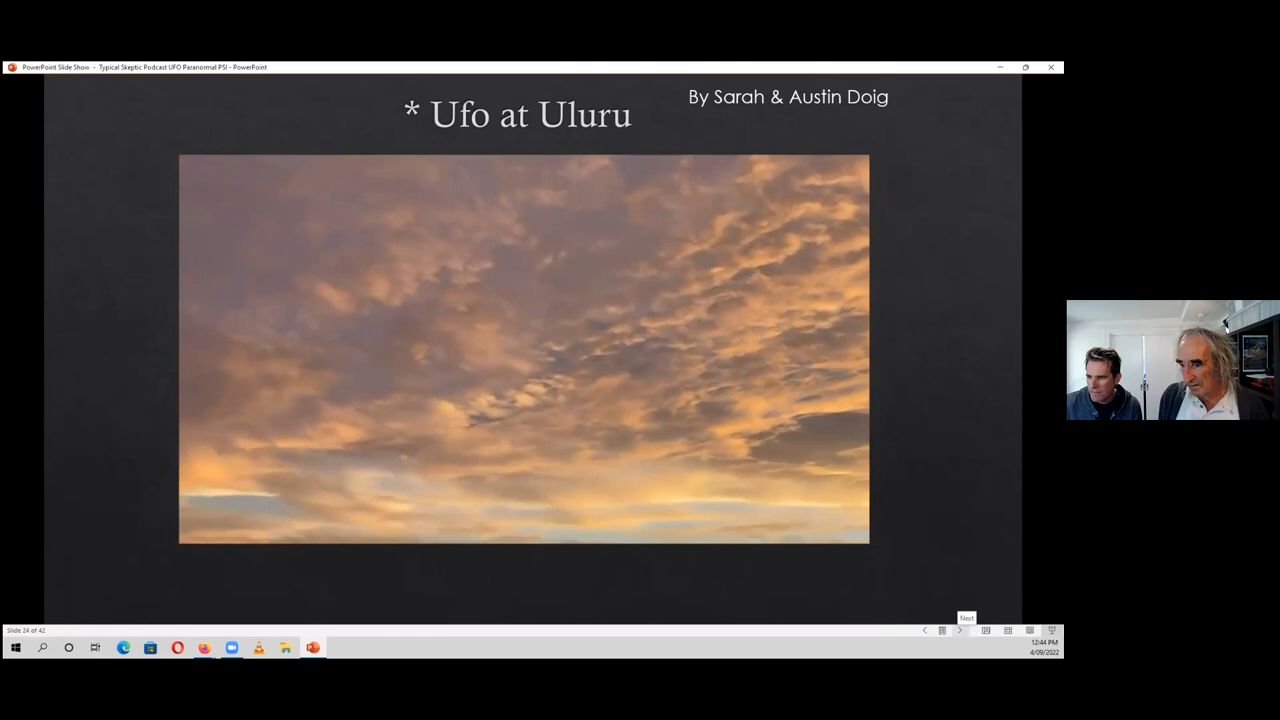 PowerPoint Slide Show - Typical Skeptic Podcast UFO Paranormal PSI - PowerPoint
By Sarah & Austin Doig
* Ufo at Uluru
Next
Slide 24 of 42
12:44 PM
4/09/2022